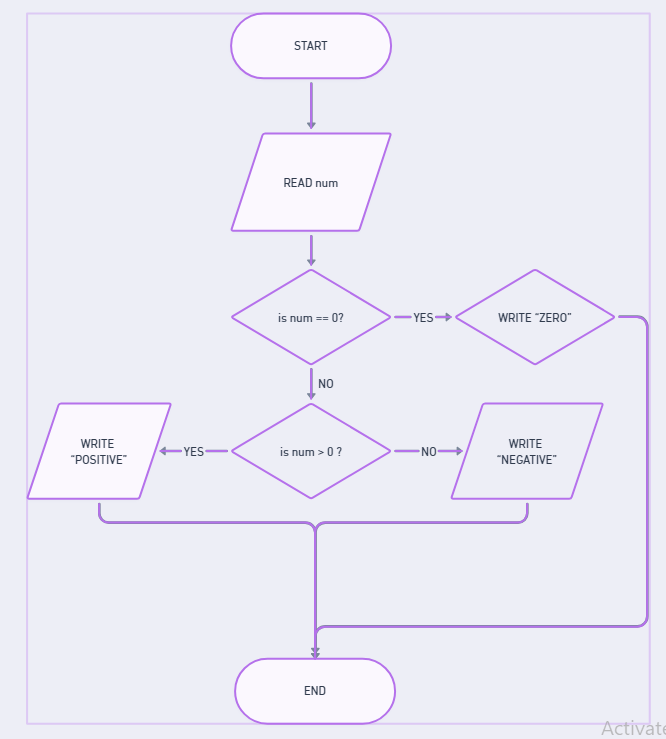 START
READ num
is num == 0?
YES
WRITE “ZERO”
NO
WRITE
“POSITIVE”
YES
is num > 0 ?
NO
WRITE
“NEGATIVE”
END
Activate